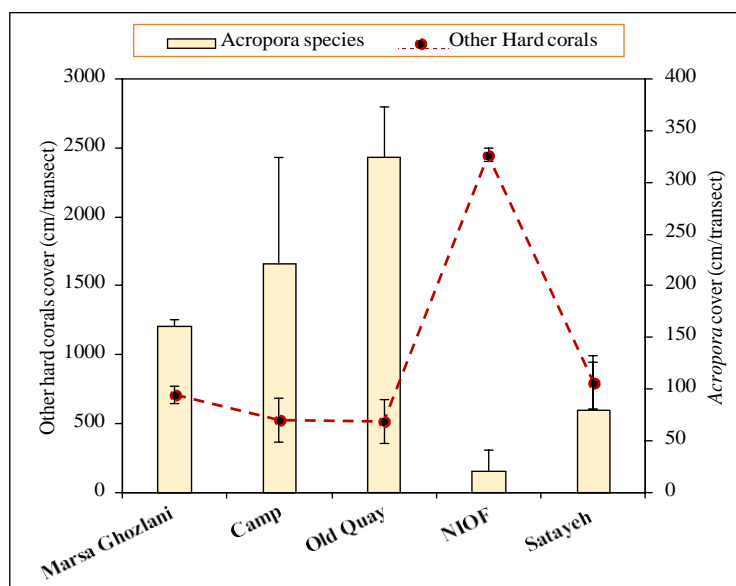 Acropora species Other Hard corals
3000
2500
2000
1500
1000
500
0
Other hard corals cover (cm/transect)
400
350
300
250
200
150
100
50
0
Acropora cover (cm/transect)
Marsa Ghozlani
Camp
Old Quay
NIOF
Satayeh